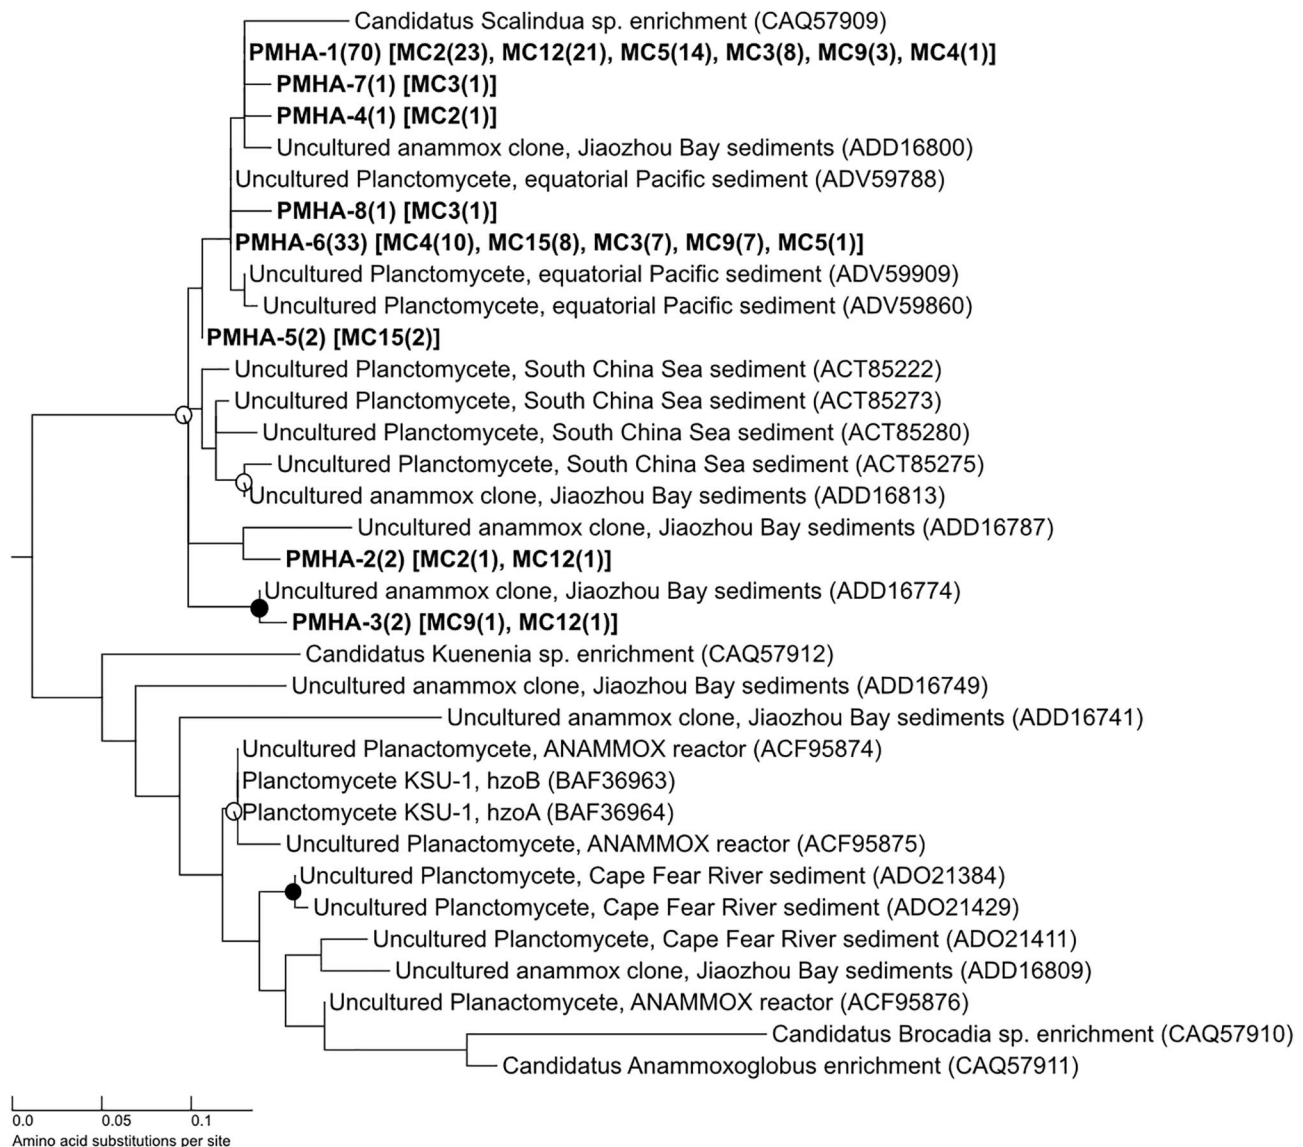 Candidatus Scalindua sp. enrichment (CAQ57909)
PMHA-1(70) [MC2(23), MC12(21), MC5(14), MC3(8), MC9(3), MC4(1)]
PMHA-7(1) [MC3(1)]
PMHA-4(1) [MC2(1)]
Uncultured anammox clone, Jiaozhou Bay sediments (ADD16800)
Uncultured Planctomycete, equatorial Pacific sediment (ADV59788)
PMHA-8(1) [MC3(1)]
PMHA-6(33) [MC4(10), MC15(8), MC3(7), MC9(7), MC5(1)]
Uncultured Planctomycete, equatorial Pacific sediment (ADV59909)
Uncultured Planctomycete, equatorial Pacific sediment (ADV59860)
PMHA-5(2) [MC15(2)]
Uncultured Planctomycete, South China Sea sediment (ACT85222)
Uncultured Planctomycete, South China Sea sediment (ACT85273)
Uncultured Planctomycete, South China Sea sediment (ACT85280)
Uncultured Planctomycete, South China Sea sediment (ACT85275)
Uncultured anammox clone, Jiaozhou Bay sediments (ADD16813)
Uncultured anammox clone, Jiaozhou Bay sediments (ADD16787)
PMHA-2(2) [MC2(1), MC12(1)]
Uncultured anammox clone, Jiaozhou Bay sediments (ADD16774)
PMHA-3(2) [MC9(1), MC12(1)]
Candidatus Kuenenia sp. enrichment (CAQ57912)
Uncultured anammox clone, Jiaozhou Bay sediments (ADD16749)
Uncultured anammox clone, Jiaozhou Bay sediments (ADD16741)
Uncultured Planactomycete, ANAMMOX reactor (ACF95874)
Planctomycete KSU-1, hzoB (BAF36963)
Planctomycete KSU-1, hzoA (BAF36964)
Uncultured Planactomycete, ANAMMOX reactor (ACF95875)
Uncultured Planctomycete, Cape Fear River sediment (ADO21384)
Uncultured Planctomycete, Cape Fear River sediment (ADO21429)
Uncultured Planctomycete, Cape Fear River sediment (ADO21411)
Uncultured anammox clone, Jiaozhou Bay sediments (ADD16809)
Uncultured Planactomycete, ANAMMOX reactor (ACF95876)
Candidatus Brocadia sp. enrichment (CAQ57910)
Candidatus Anammoxoglobus enrichment (CAQ57911)
0.0 0.05 0.1
Amino acid substitutions per site